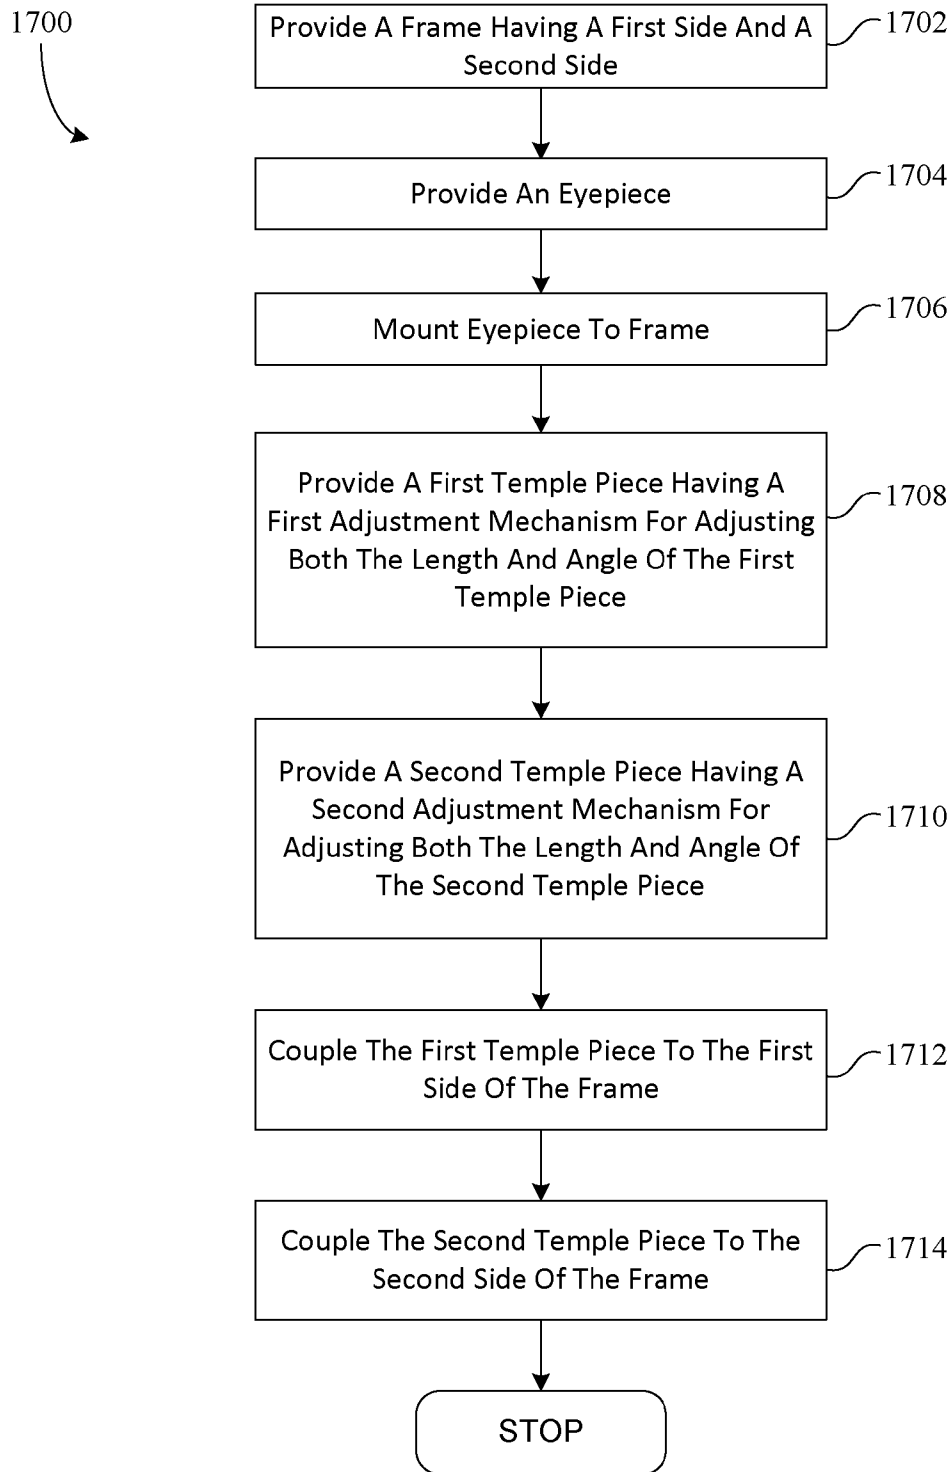 1700
Provide A Frame Having A First Side And A
Second Side
1702
Provide An Eyepiece
1704
Mount Eyepiece To Frame
1706
Provide A First Temple Piece Having A
First Adjustment Mechanism For Adjusting
Both The Length And Angle Of The First
Temple Piece
1708
Provide A Second Temple Piece Having A
Second Adjustment Mechanism For
Adjusting Both The Length And Angle Of
The Second Temple Piece
1710
Couple The First Temple Piece To The First
Side Of The Frame
1712
Couple The Second Temple Piece To The
Second Side Of The Frame
1714
STOP